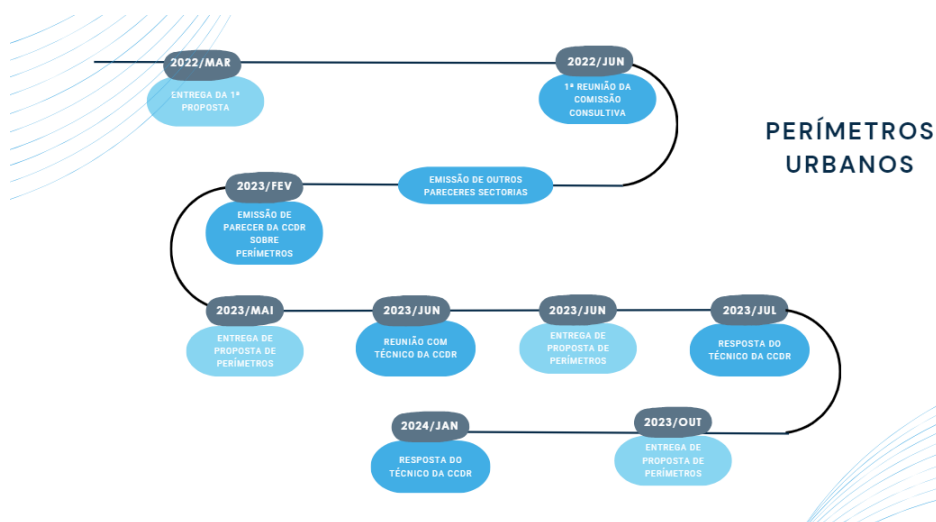 PERÍMETROS
URBANOS
2022/MAR
ENTREGA DA 1ª
PROPOSTA
2022/JUN
1ª REUNIÃO DA
COMISSÃO
CONSULTIVA
EMISSÃO DE OUTROS
PARECERES SECTORIAS
2023/FEV
EMISSÃO DE
PARECER DA CCDR
SOBRE
PERÍMETROS
2023/MAI
ENTREGA DE
PROPOSTA DE
PERÍMETROS
2023/JUN
REUNIÃO COM
TÉCNICO DA CCDR
2023/JUN
ENTREGA DE
PROPOSTA DE
PERÍMETROS
2023/JUL
RESPOSTA DO
TÉCNICO DA CCDR
2023/OUT
ENTREGA DE
PROPOSTA DE
PERÍMETROS
2024/JAN
RESPOSTA DO
TÉCNICO DA CCDR